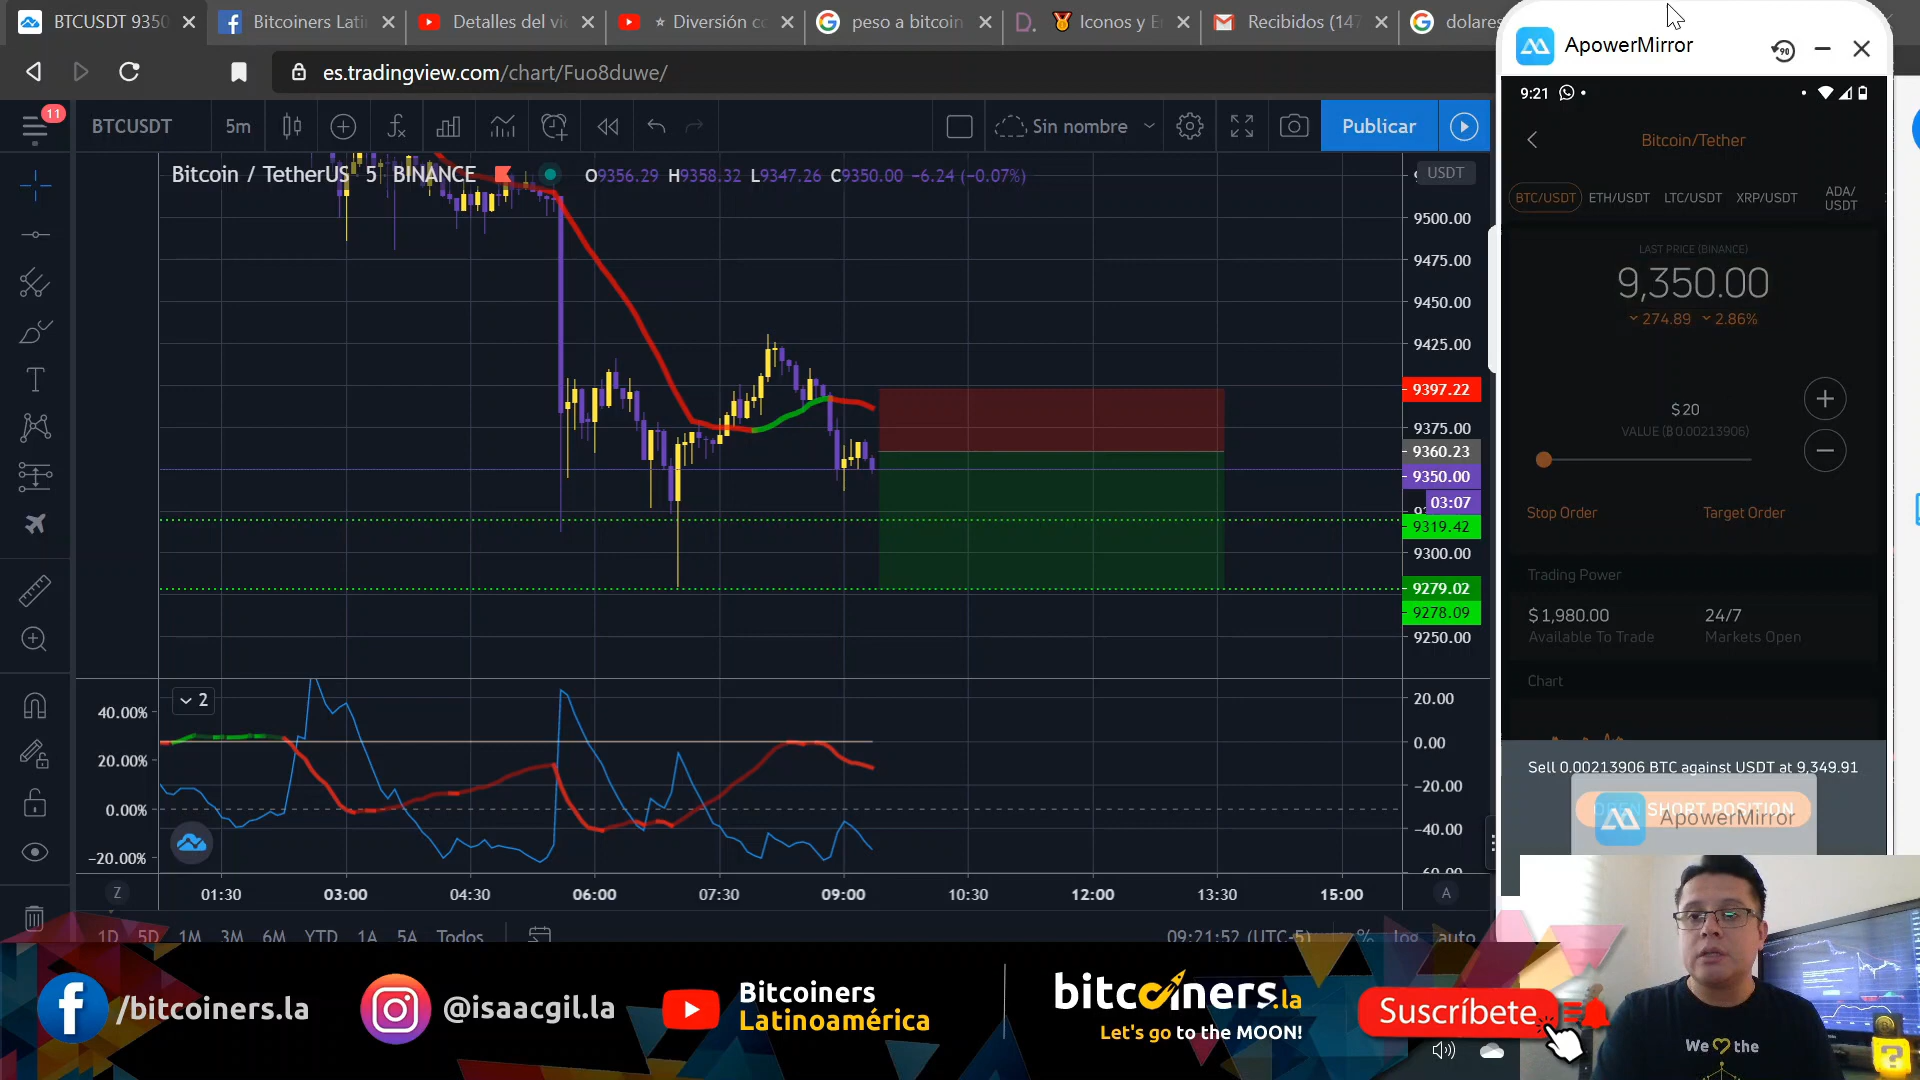 BTCUSDT 9350
Bitcoiners Lati
Detalles del vi
Diversión c
peso a bitcoin
Iconos y E
Recibidos (147
dolares
es.tradingview.com/chart/Fuo8duwe/
11
BTCUSDT
5m
Sin nombre
Publicar
Bitcoin / TetherUS 5 BINANCE
O9356.29 H9358.32 L9347.26 C9350.00 -6.24 (-0.07%)
USDT
9500.00
9475.00
9450.00
9425.00
9397.22
9375.00
9360.23
9350.00
03:07
9319.42
9300.00
9279.02
9278.09
9250.00
2
40.00%
20.00%
0.00%
-20.00%
20.00
0.00
-20.00
-40.00
-60.00
Z
01:30
03:00
04:30
06:00
07:30
09:00
10:30
12:00
13:30
15:00
A
1D
5D
1M
3M
6M
YTD
1A
5A
Todos
09:21:52 (UTC-5)
%
log
auto
ApowerMirror
90
9:21
Bitcoin/Tether
BTC/USDT
ETH/USDT
LTC/USDT
XRP/USDT
ADA/
USDT
LAST PRICE (BINANCE)
9,350.00
274.89
2.86%
$20
VALUE (₿0.00213906)
Stop Order
Target Order
Trading Power
$1,980.00
24/7
Available To Trade
Markets Open
Chart
Sell 0.00213906 BTC against USDT at 9,349.91
OPEN SHORT POSITION
ApowerMirror
/bitcoiners.la
@isaacgil.la
Bitcoiners
Latinoamérica
bitcoiners.la
Let's go to the MOON!
Suscríbete
We the
?